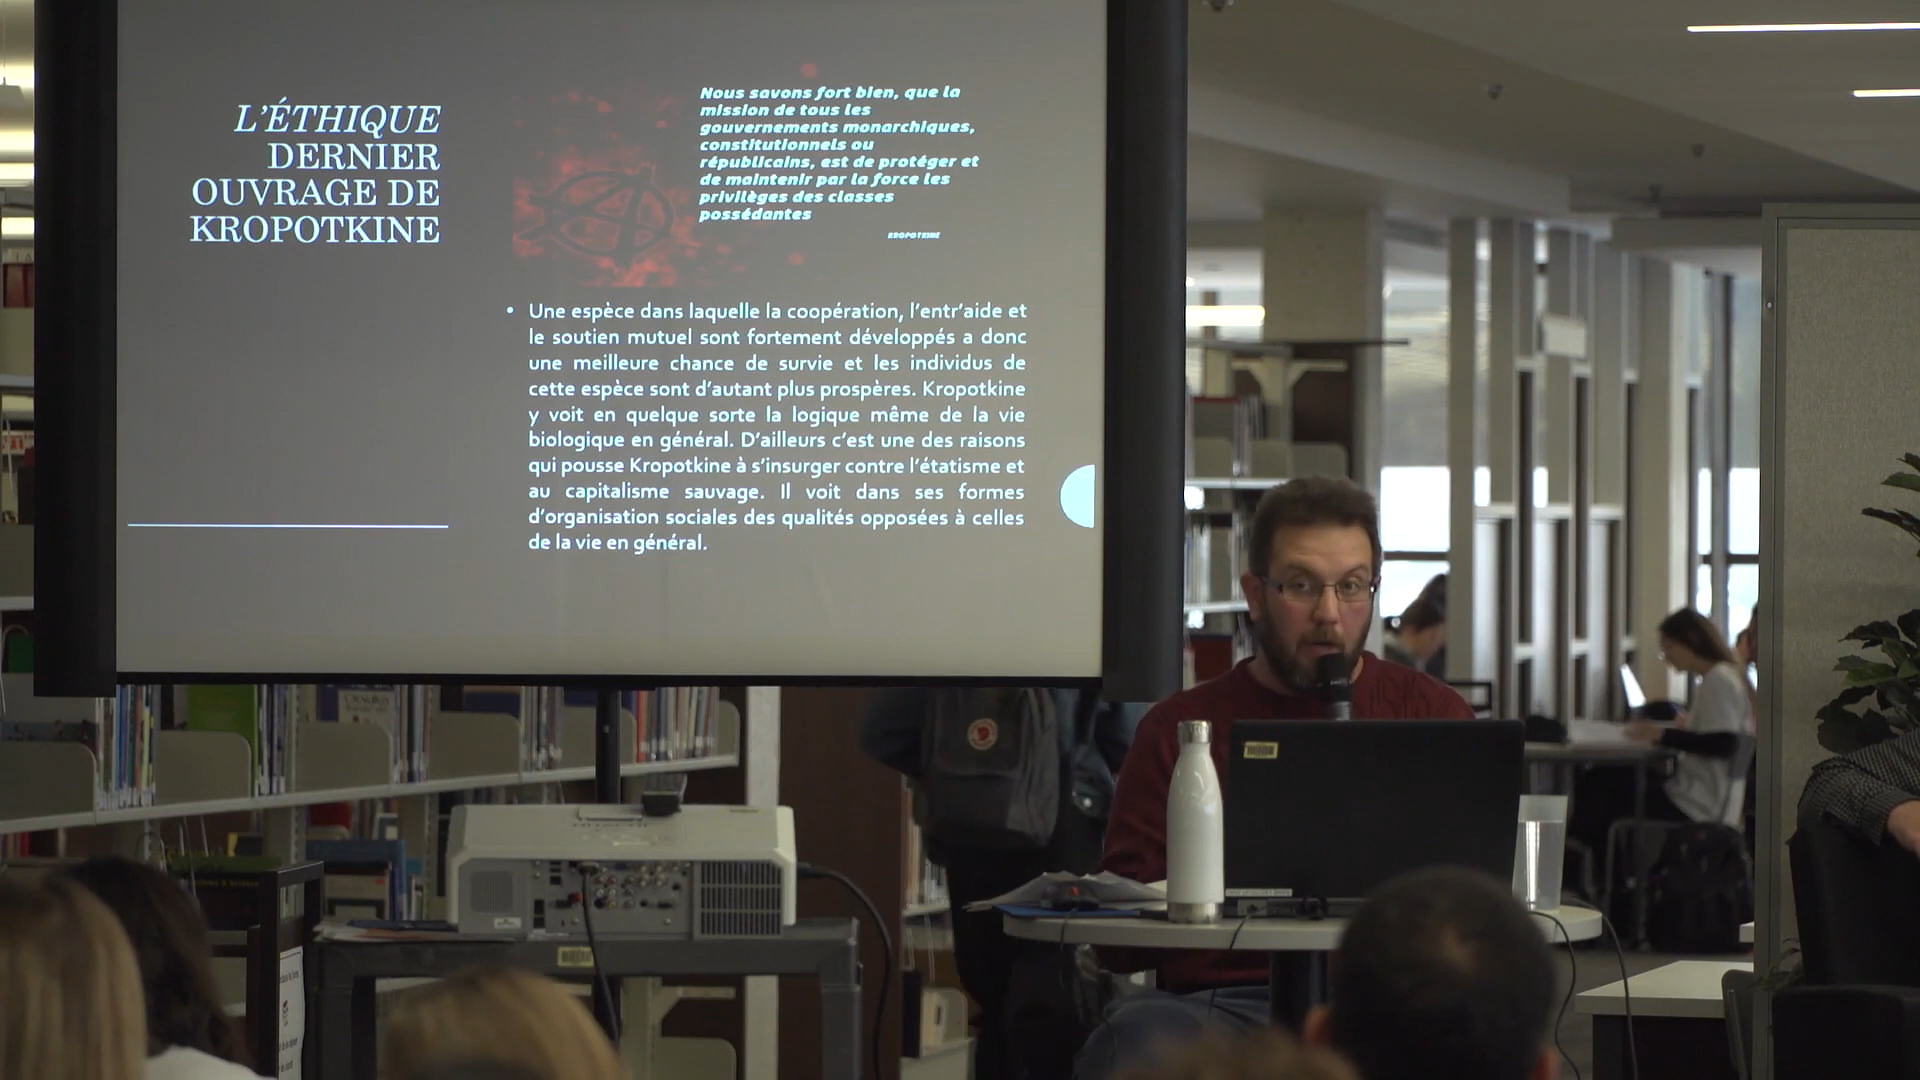 L'ÉTHIQUE
DERNIER
OUVRAGE DE
KROPOTKINE
Nous savons fort bien, que la
mission de tous les
gouvernements monarchiques,
constitutionnels ou
républicains, est de protéger et
de maintenir par la force les
privilèges des classes
possédantes
KROPOTKINE
• Une espèce dans laquelle la coopération, l'entr'aide et
le soutien mutuel sont fortement développés a donc
une meilleure chance de survie et les individus de
cette espèce sont d'autant plus prospères. Kropotkine
y voit en quelque sorte la logique même de la vie
biologique en général. D'ailleurs c'est une des raisons
qui pousse Kropotkine à s'insurger contre l'étatisme et
au capitalisme sauvage. Il voit dans ses formes
d'organisation sociales des qualités opposées à celles
de la vie en général.
HITACHI